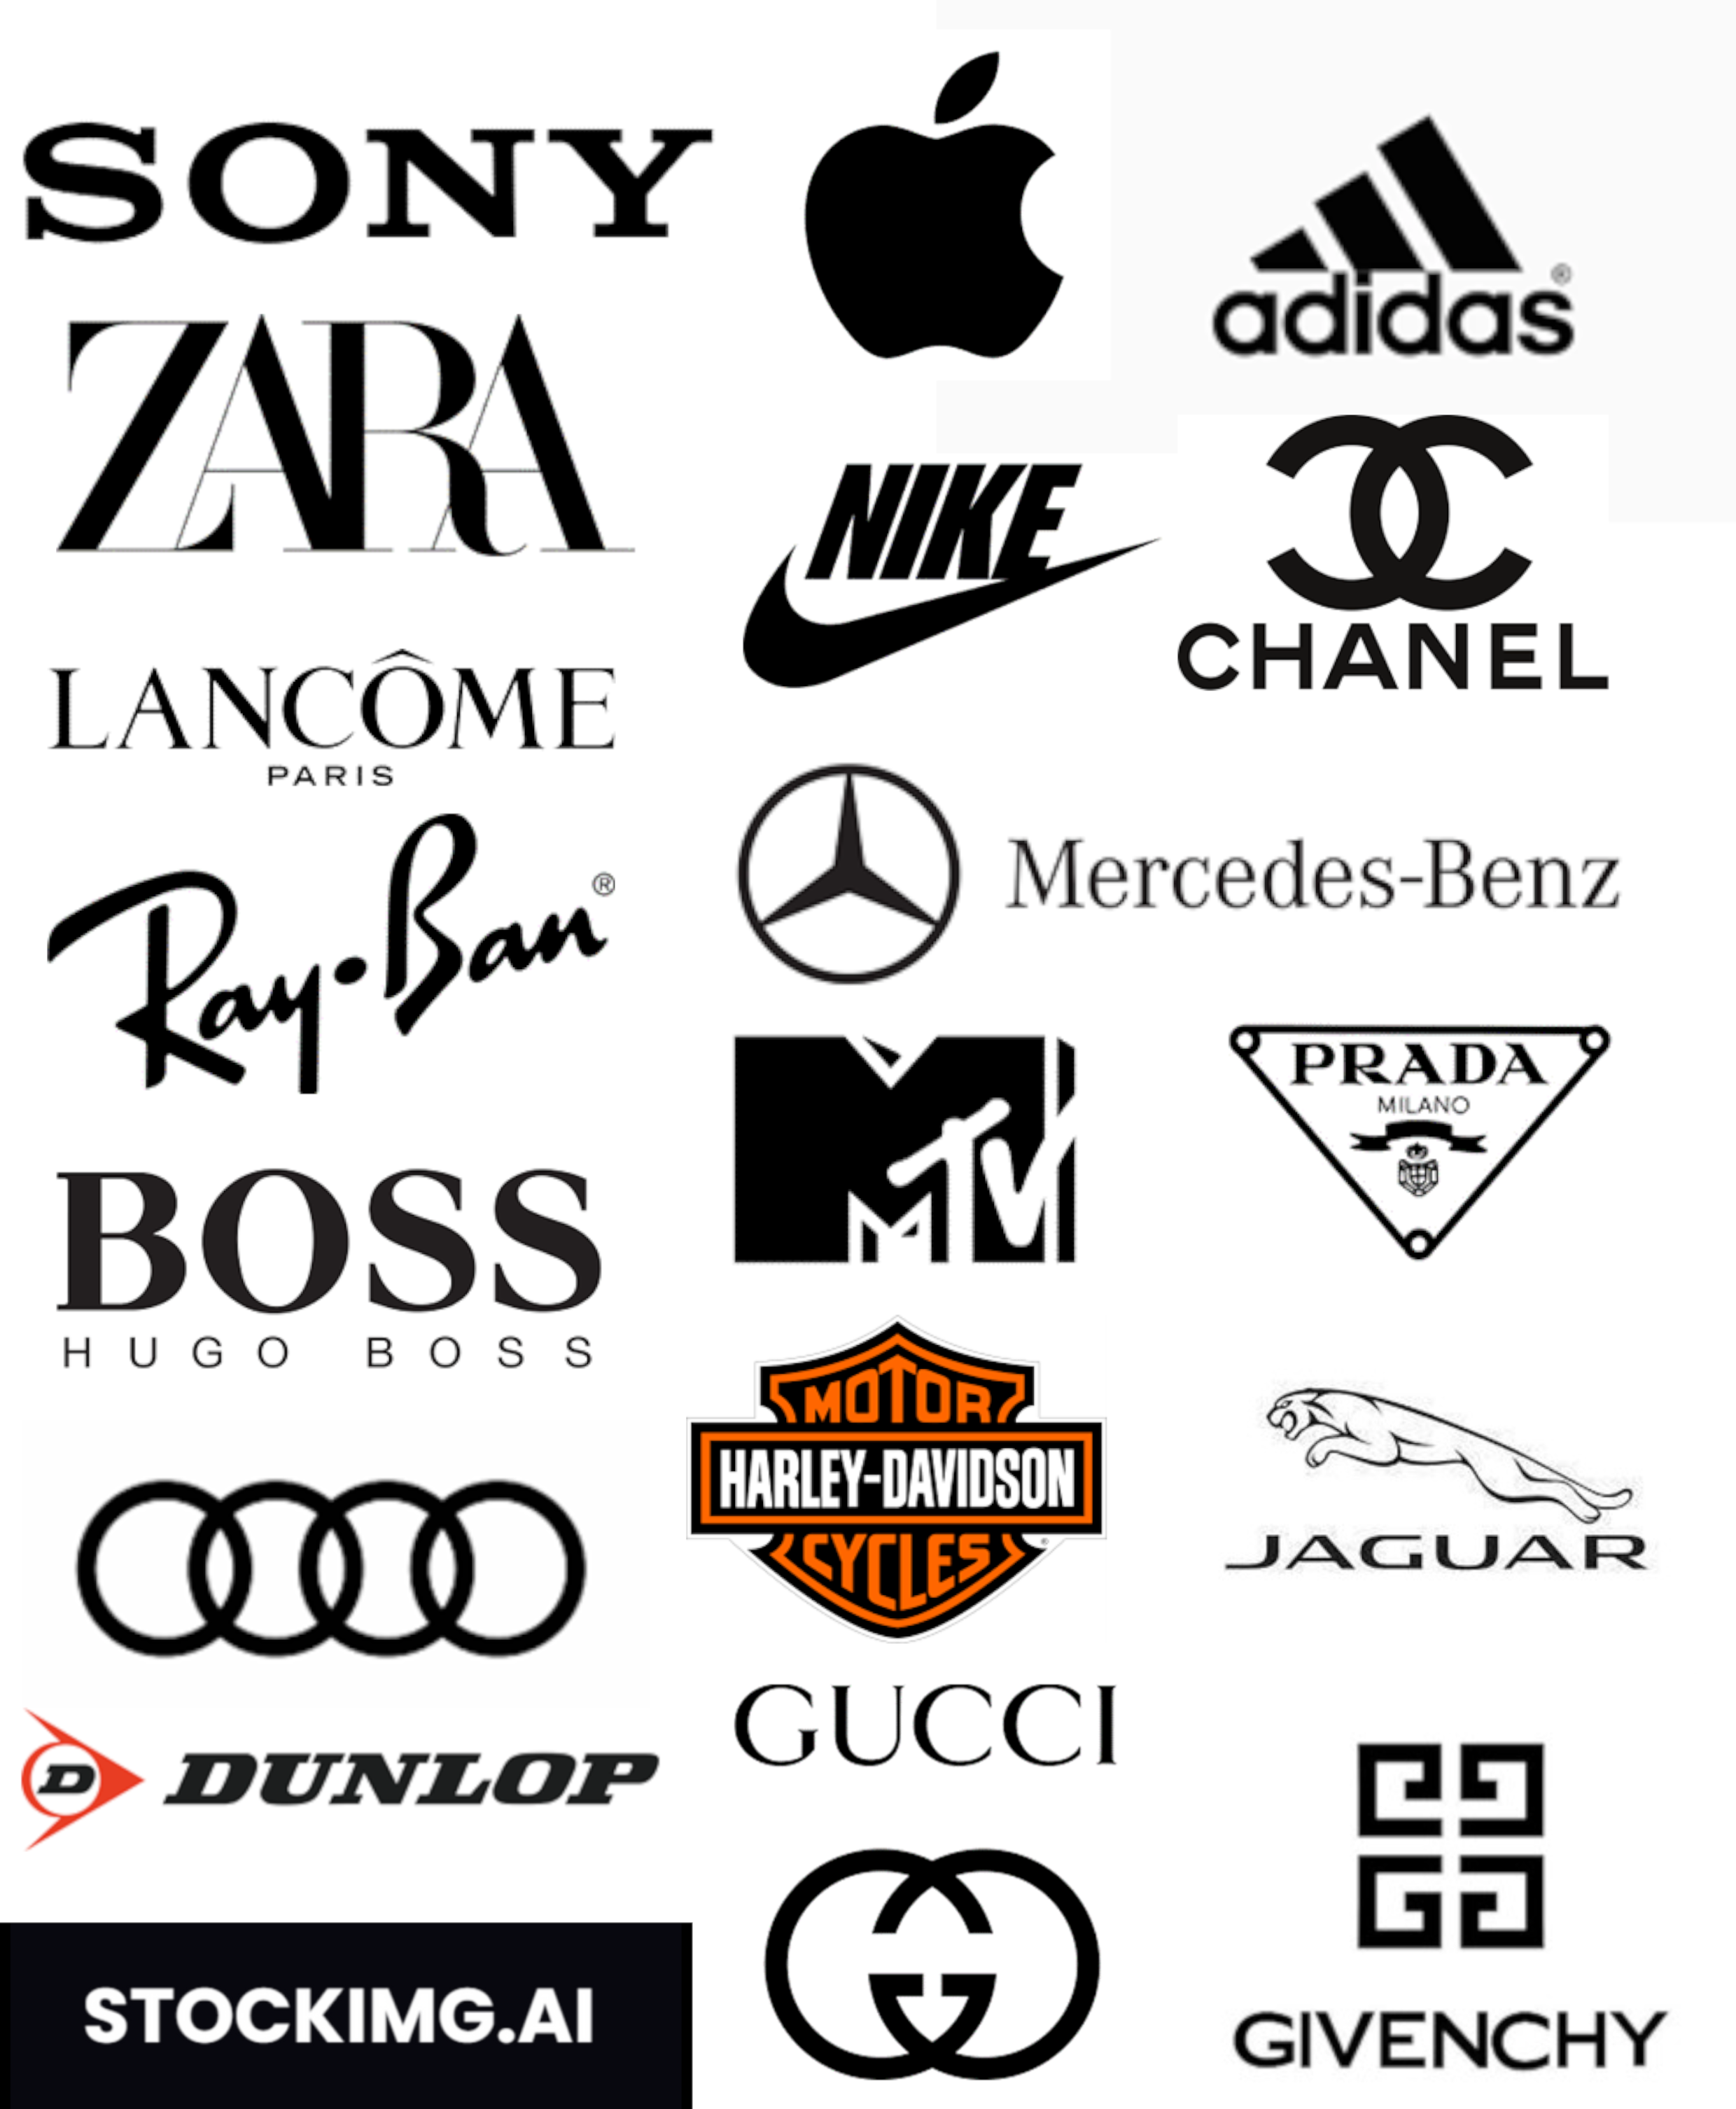 SONY
adidas®
ZARA
NIKE
CHANEL
LANCÔME
PARIS
Mercedes-Benz
Ray·Ban®
PRADA
MILANO
MTV
BOSS
HUGO BOSS
MOTOR
HARLEY-DAVIDSON
CYCLES
JAGUAR
GUCCI
D DUNLOP
GIVENCHY
STOCKIMG.AI